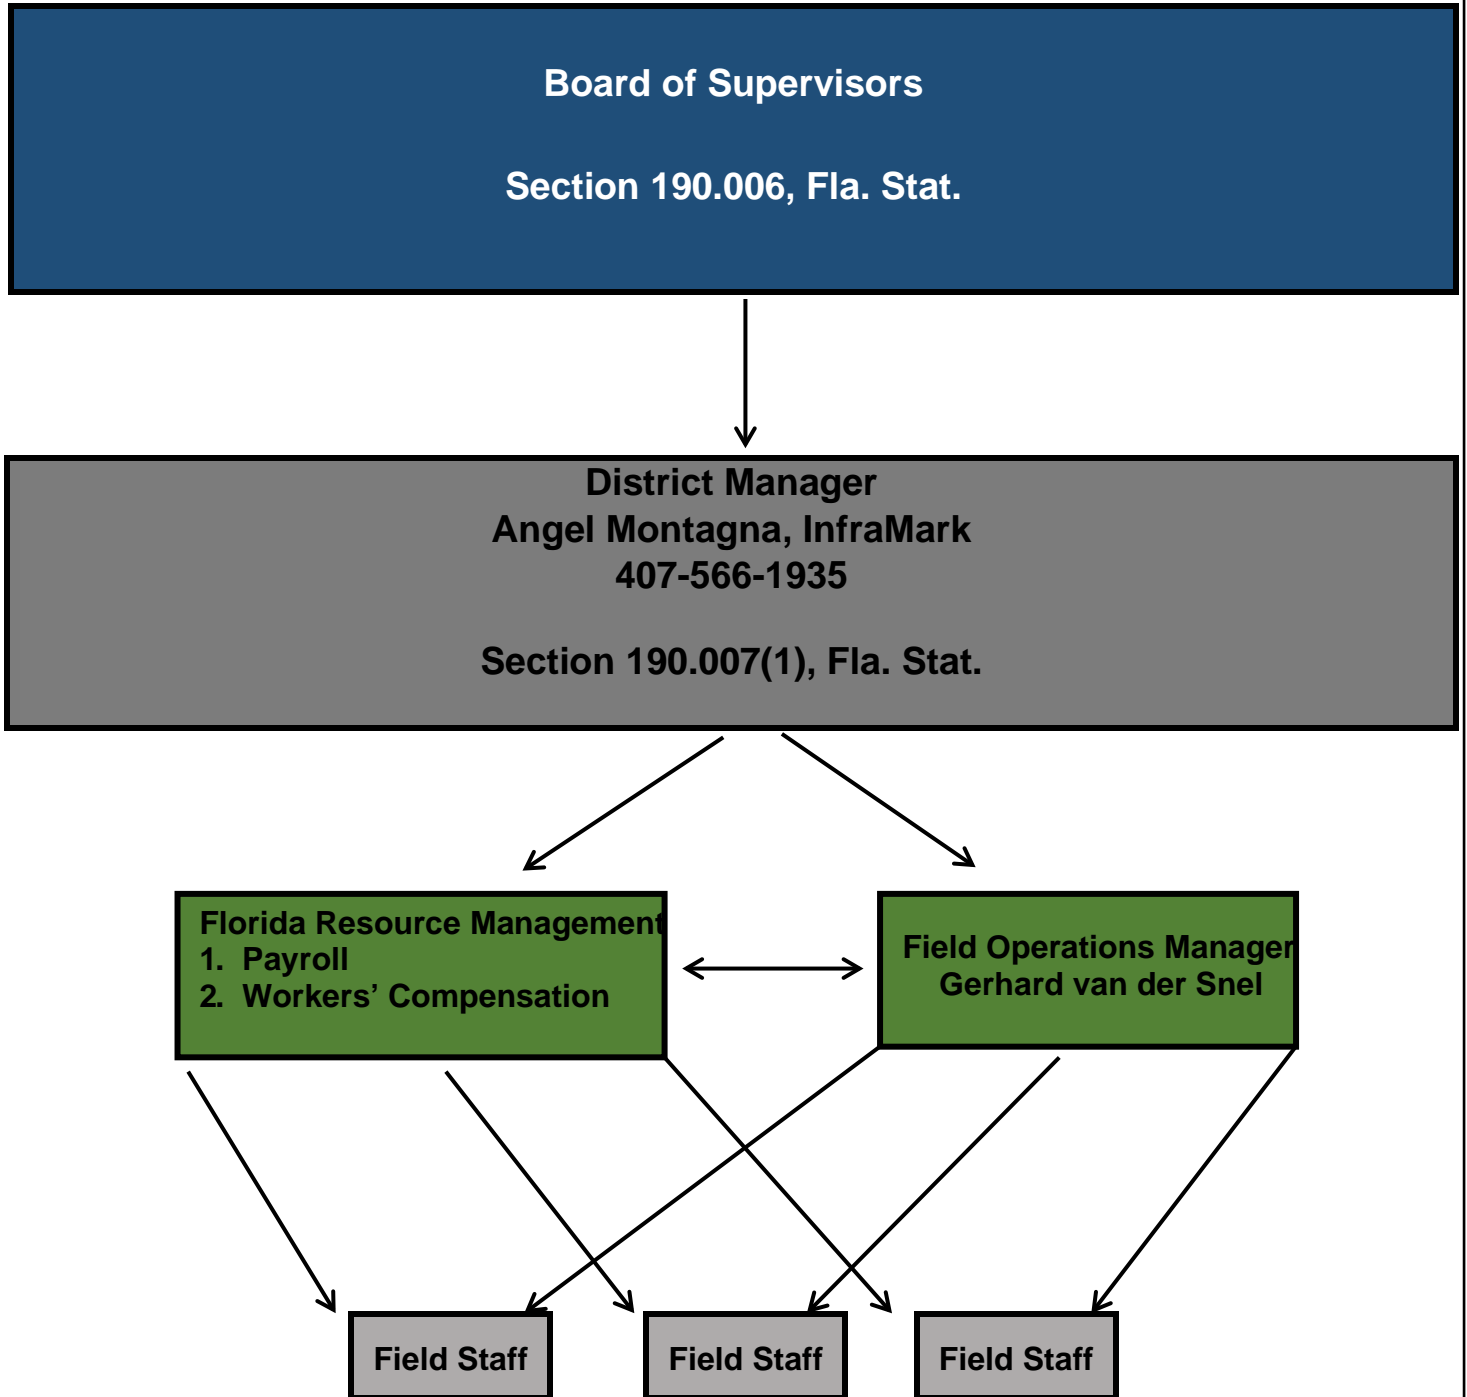 Board of Supervisors
Section 190.006, Fla. Stat.
District Manager
Angel Montagna, InfraMark
407-566-1935
Section 190.007(1), Fla. Stat.
Florida Resource Management
1. Payroll
2. Workers’ Compensation
Field Operations Manager
Gerhard van der Snel
Field Staff
Field Staff
Field Staff